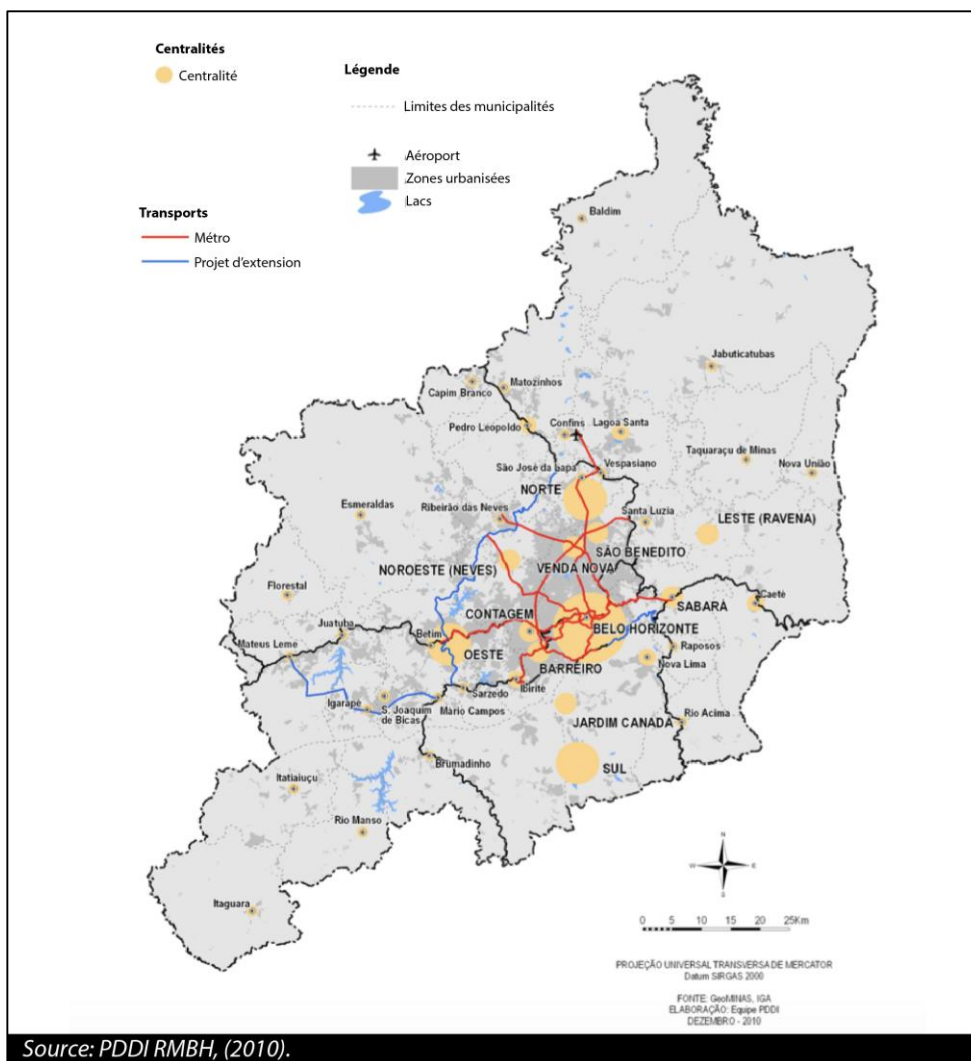 Centralités
Centralité
Légende
Limites des municipalités
Aéroport
Zones urbanisées
Lacs
Transports
Métro
Projet d'extension
Baldim
Jabuticatubas
Capim Branco
Matozinhos
Pedro Leopoldo
Confins
Lagoa Santa
Taquaraçu de Minas
Nova União
São José da Lapa
Vespasiano
NORTE
Esmeraldas
Ribeirão das Neves
Santa Luzia
LESTE (RAVENA)
SÃO BENEDITO
NOROESTE (NEVES)
VENDA NOVA
Florestal
CONTAGEM
SABARÁ
Caeté
Juatuba
Mateus Leme
Betim
OESTE
BELO HORIZONTE
BARREIRO
Raposos
Nova Lima
Igarapé
S. Joaquim
de Bicas
Mario Campos
Sarzedo
Ibirité
JARDIM CANADA
Rio Acima
Brumadinho
SUL
Itatiaiuçu
Rio Manso
Itaguara
N
W
E
S
0 5 10 15 20 25Km
PROJEÇÃO UNIVERSAL TRANSVERSA DE MERCATOR
Datum SIRGAS 2000
FONTE: GeoMINAS, IGA
ELABORAÇÃO: Equipe PDDI
DEZEMBRO - 2010
Source: PDDI RMBH, (2010).